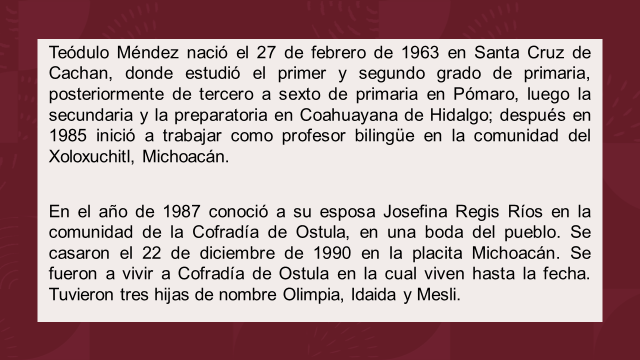 Teódulo Méndez nació el 27 de febrero de 1963 en Santa Cruz de
Cachan, donde estudió el primer y segundo grado de primaria,
posteriormente de tercero a sexto de primaria en Pómaro, luego la
secundaria y la preparatoria en Coahuayana de Hidalgo; después en
1985 inició a trabajar como profesor bilingüe en la comunidad del
Xoloxuchitl, Michoacán.
En el año de 1987 conoció a su esposa Josefina Regis Ríos en la
comunidad de la Cofradía de Ostula, en una boda del pueblo. Se
casaron el 22 de diciembre de 1990 en la placita Michoacán. Se
fueron a vivir a Cofradía de Ostula en la cual viven hasta la fecha.
Tuvieron tres hijas de nombre Olimpia, Idaida y Mesli.